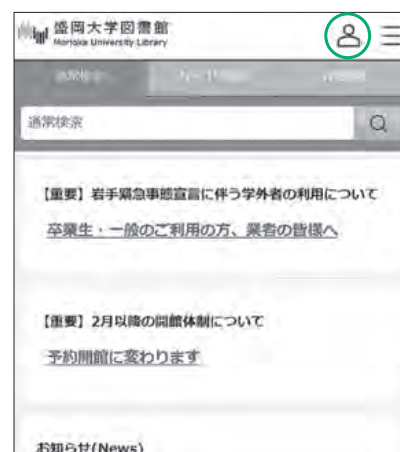 盛岡大学図書館
Morioka University Library
通常検索
【重要】岩手緊急事態宣言に伴う学外者の利用について
卒業生・一般のご利用の方、業者の皆様へ
【重要】2月以降の開館体制について
予約開館に変わります
お知らせ(News)